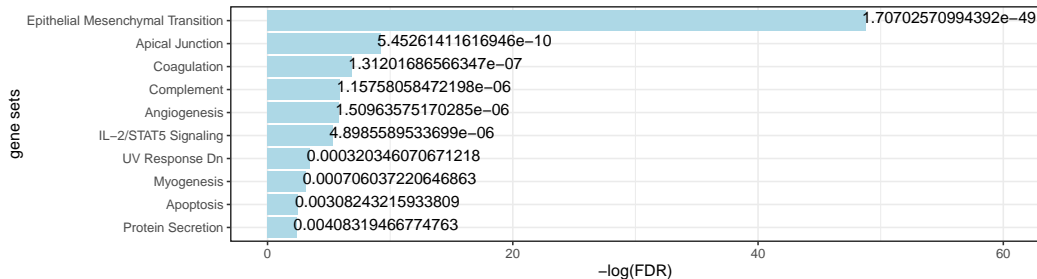 Epithelial Mesenchymal Transition 1.70702570994392e-49
Apical Junction 5.45261411616946e-10
Coagulation 1.31201686566347e-07
Complement 1.15758058472198e-06
Angiogenesis 1.50963575170285e-06
IL−2/STAT5 Signaling 4.8985589533699e-06
UV Response Dn 0.000320346070671218
Myogenesis 0.000706037220646863
Apoptosis 0.00308243215933809
Protein Secretion 0.00408319466774763
gene sets
0 20 40 60
−log(FDR)